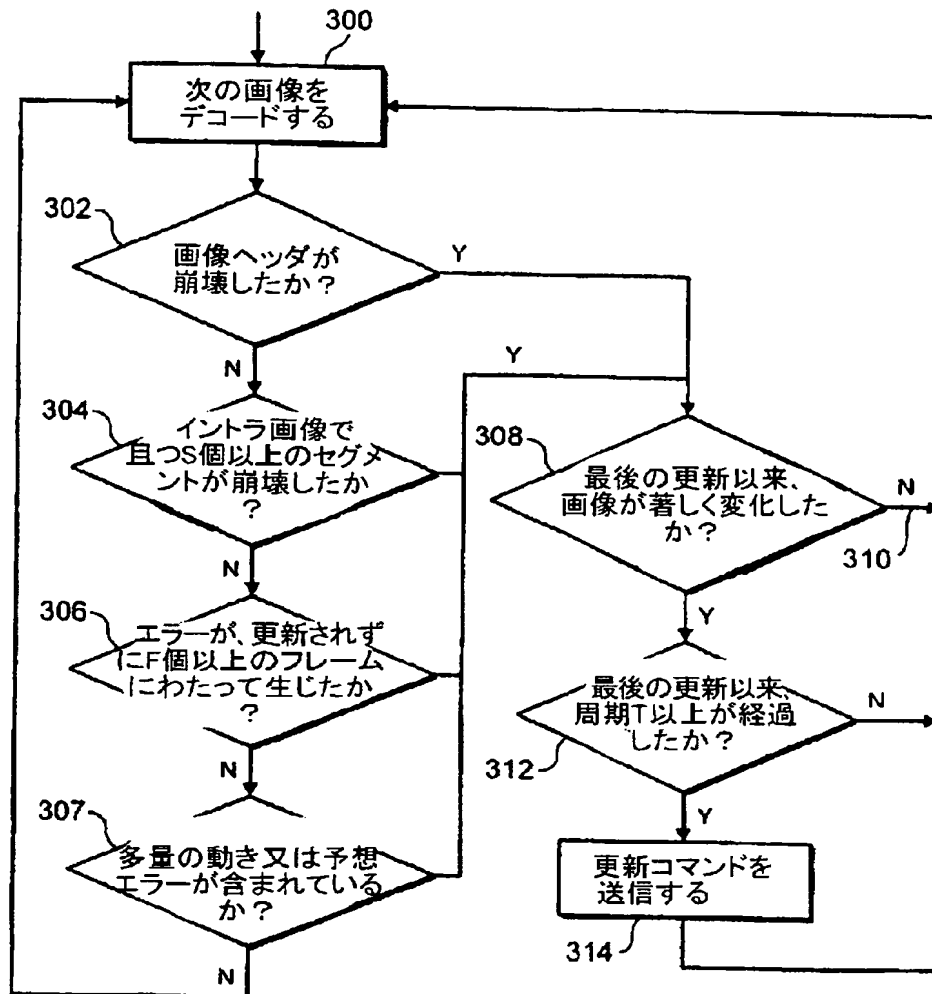 300
次の画像を
デコードする
302
画像ヘッダが
崩壊したか？
Y
N
304
イントラ画像で
且つS個以上のセグメ
ントが崩壊したか
？
Y
N
306
エラーが、更新されず
にF個以上のフレーム
にわたって生じたか
？
N
307
多量の動き又は予想
エラーが含まれている
か？
N
308
最後の更新以来、
画像が著しく変化した
か？
N
310
Y
最後の更新以来、
周期T以上が経過
したか？
N
312
Y
更新コマンドを
送信する
314